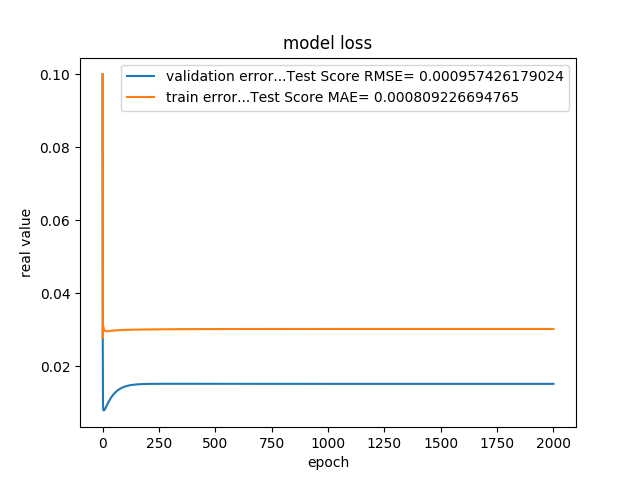 model loss
validation error...Test Score RMSE= 0.000957426179024
train error...Test Score MAE= 0.000809226694765
0.10
0.08
0.06
0.04
0.02
real value
0 250 500 750 1000 1250 1500 1750 2000
epoch